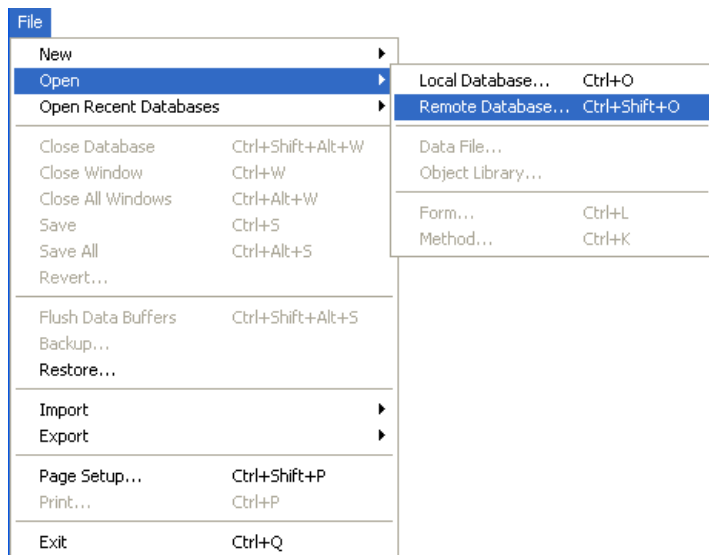 File
New
Open
Open Recent Databases
Close Database Ctrl+Shift+Alt+W
Close Window Ctrl+W
Close All Windows Ctrl+Alt+W
Save Ctrl+S
Save All Ctrl+Alt+S
Revert...
Flush Data Buffers Ctrl+Shift+Alt+S
Backup...
Restore...
Import
Export
Page Setup... Ctrl+Shift+P
Print... Ctrl+P
Exit Ctrl+Q
Local Database... Ctrl+O
Remote Database... Ctrl+Shift+O
Data File...
Object Library...
Form... Ctrl+L
Method... Ctrl+K